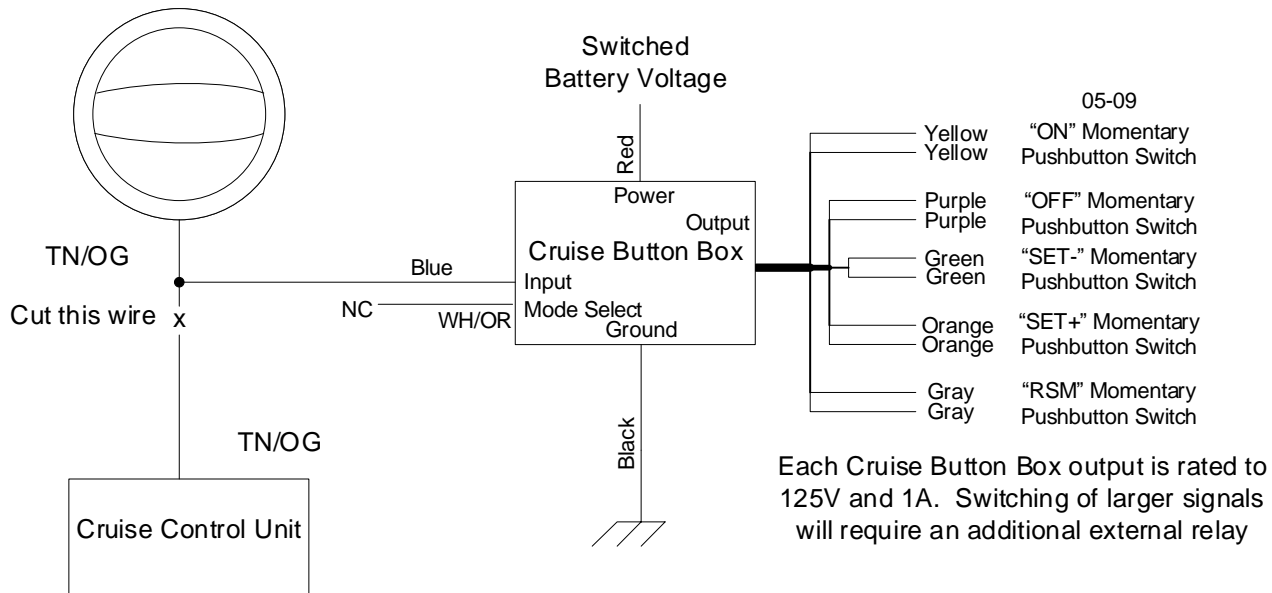 Switched
Battery Voltage
Red
Power
Output
Cruise Button Box
Input
Mode Select
Ground
Blue
NC
WH/OR
Black
TN/OG
Cut this wire x
TN/OG
Cruise Control Unit
05-09
Yellow “ON” Momentary
Yellow Pushbutton Switch
Purple “OFF” Momentary
Purple Pushbutton Switch
Green “SET-” Momentary
Green Pushbutton Switch
Orange “SET+” Momentary
Orange Pushbutton Switch
Gray “RSM” Momentary
Gray Pushbutton Switch
Each Cruise Button Box output is rated to
125V and 1A. Switching of larger signals
will require an additional external relay